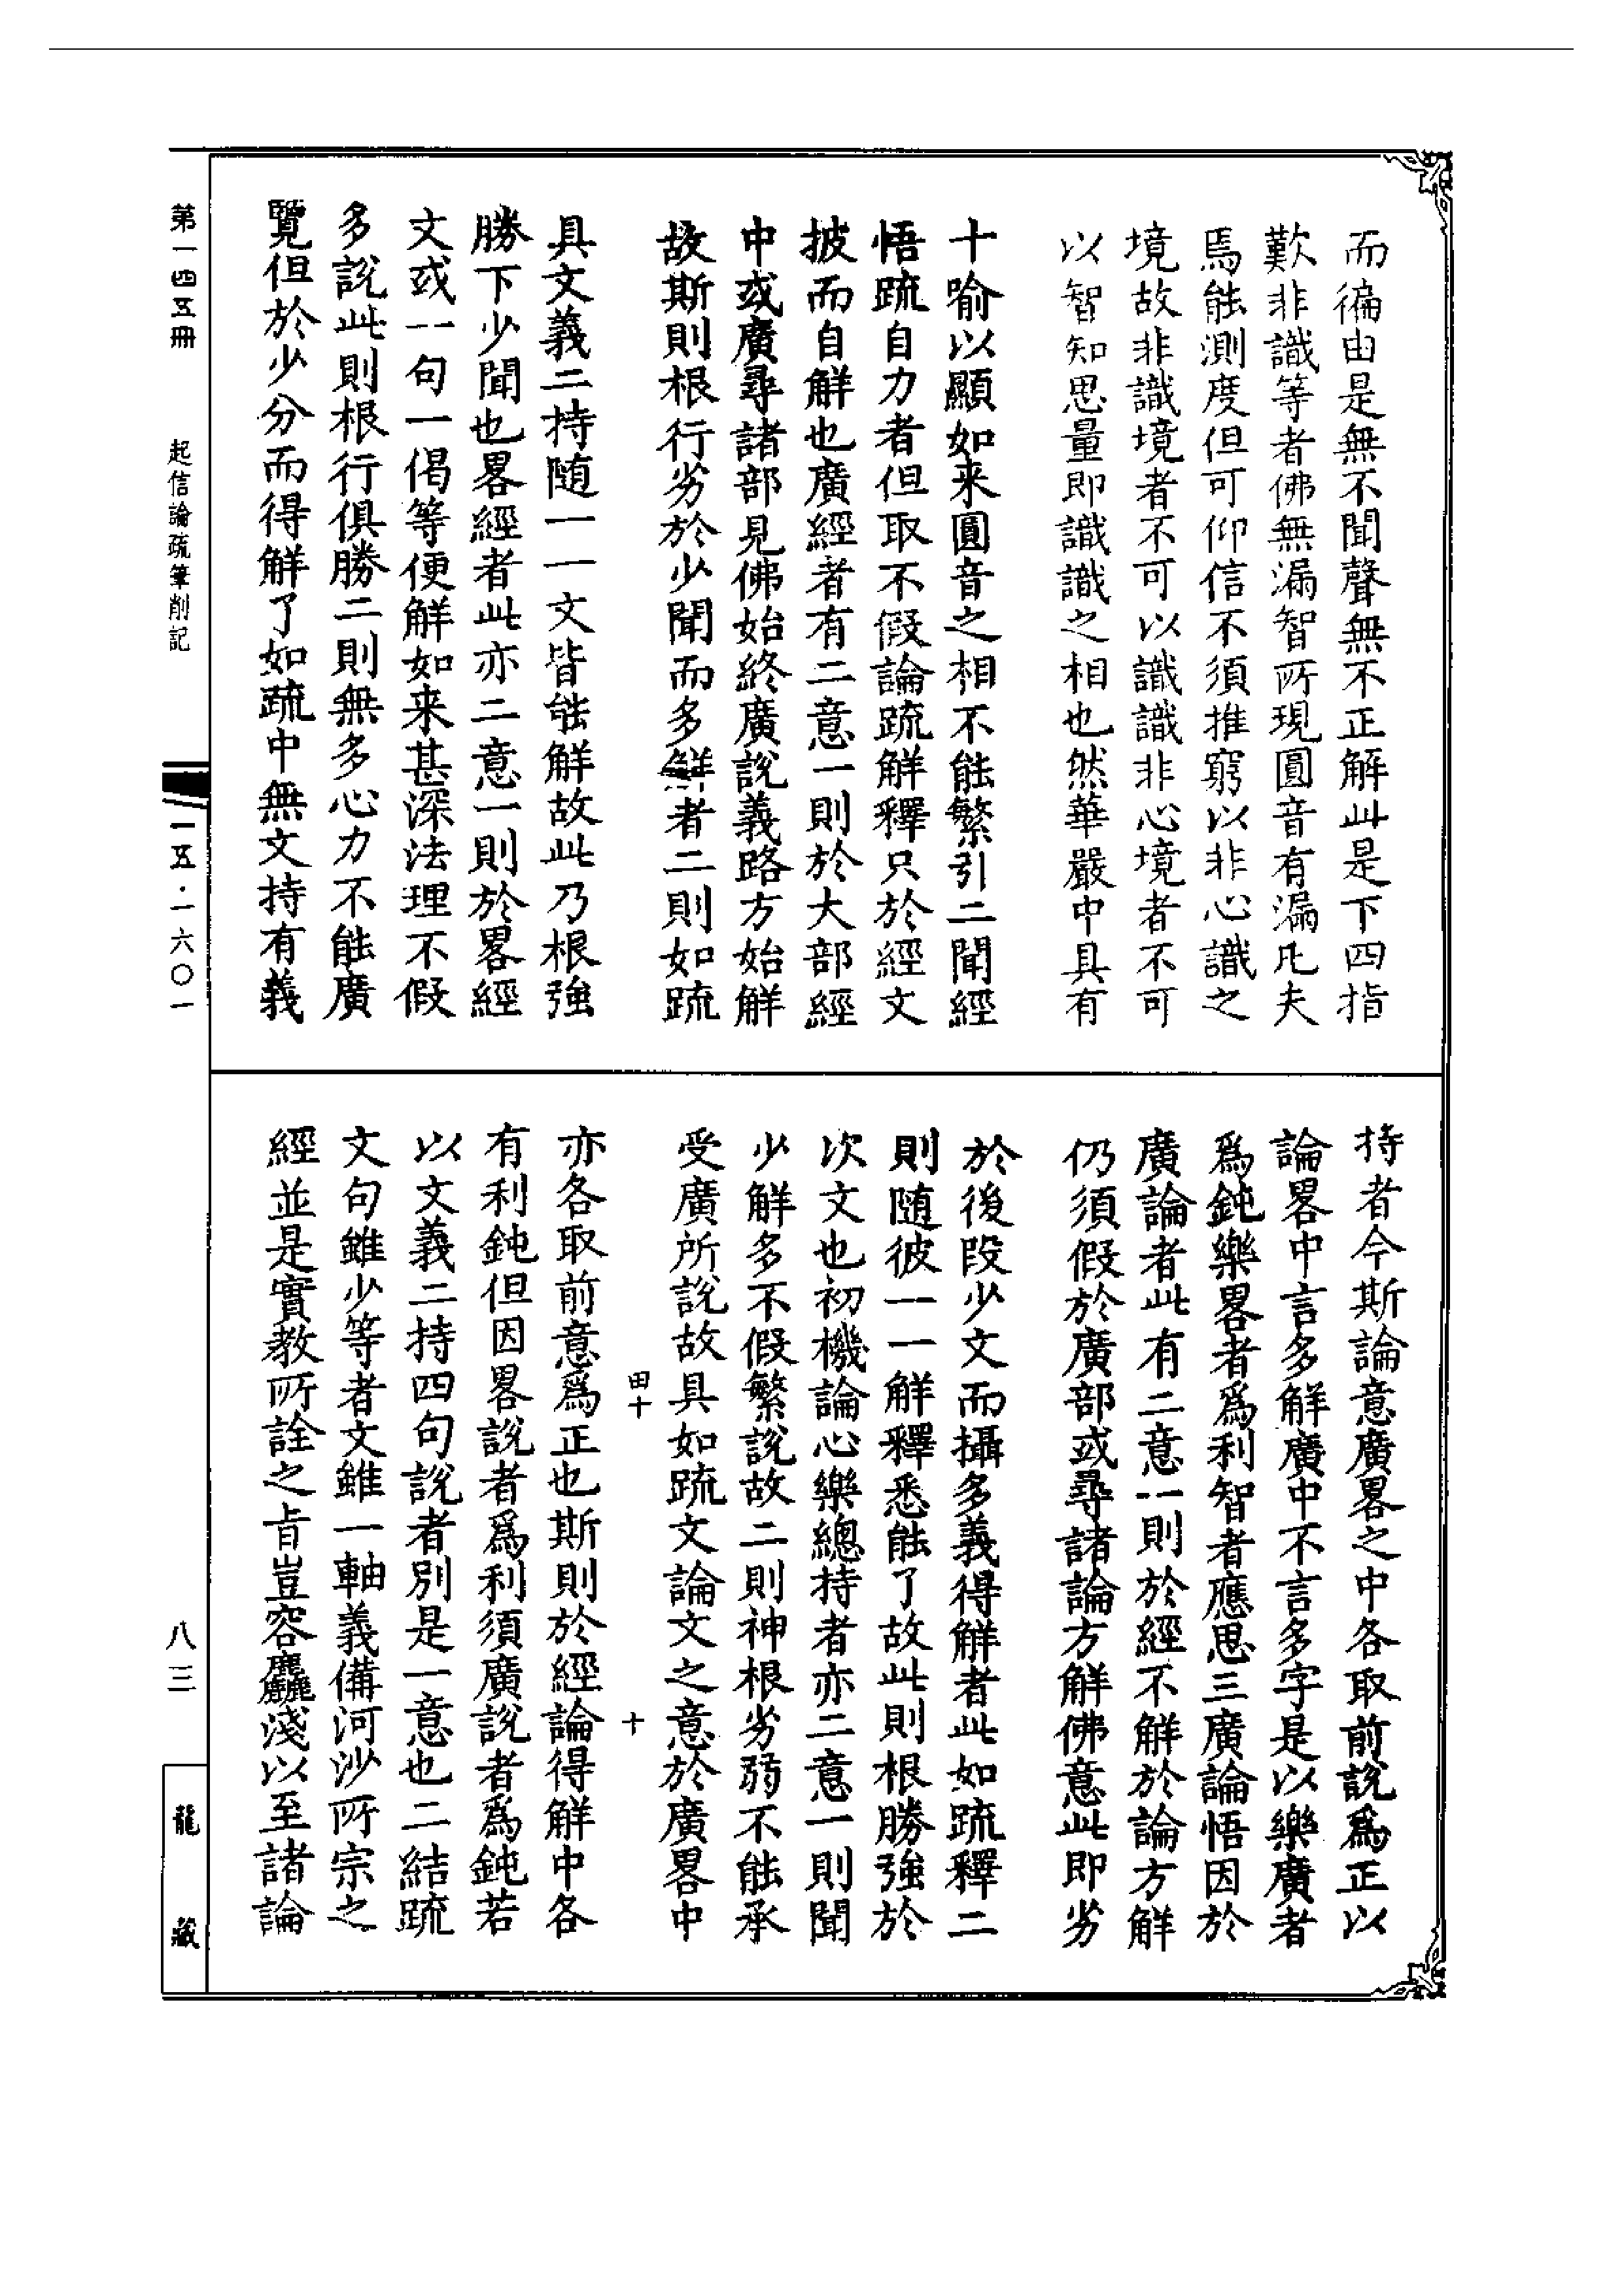 而徧由是無不聞聲無不正解此是下四指
歎非識等者佛無漏智所現圓音有漏凡夫
焉能測度但可仰信不須推窮以非心識之
境故非識境者不可以識識非心境者不可
以智知思量即識識之相也然華嚴中具有
十喻以顯如来圓音之相不能繁引二聞經
悟疏自力者但取不假論疏解釋只於經文
披而自解也廣經者有二意一則於大部經
中或廣尋諸部見佛始終廣說義路方始解
故斯則根行劣於少聞而多解者二則如疏
具文義二持随一一文皆能解故此乃根強
勝下少聞也畧經者此亦二意一則於畧經
文或一句一偈等便解如来甚深法理不假
多說此則根行俱勝二則無多心力不能廣
覽但於少分而得解了如疏中無文持有義
持者今斯論意廣畧之中各取前說爲正以
論畧中言多解廣中不言多字是以樂廣者
爲鈍樂畧者爲利智者應思三廣論悟因於
廣論者此有二意一則於經不解於論方解
仍須假於廣部或尋諸論方解佛意此即劣
於後段少文而攝多義得解者此如疏釋二
則随彼一一解釋悉能了故此則根勝強於
次文也初機論心樂總持者亦二意一則聞
少解多不假繁說故二則神根劣弱不能承
受廣所說故具如疏文論文之意於廣畧中
田十 十
亦各取前意爲正也斯則於經論得解中各
有利鈍但因畧說者爲利須廣說者爲鈍若
以文義二持四句說者別是一意也二結疏
文句雖少等者文雖一軸義備河沙所宗之
經並是實教所詮之旨豈容麤淺以至諸論
第一四五冊
起信論疏筆削記
一五·一六〇一
八三
龍藏